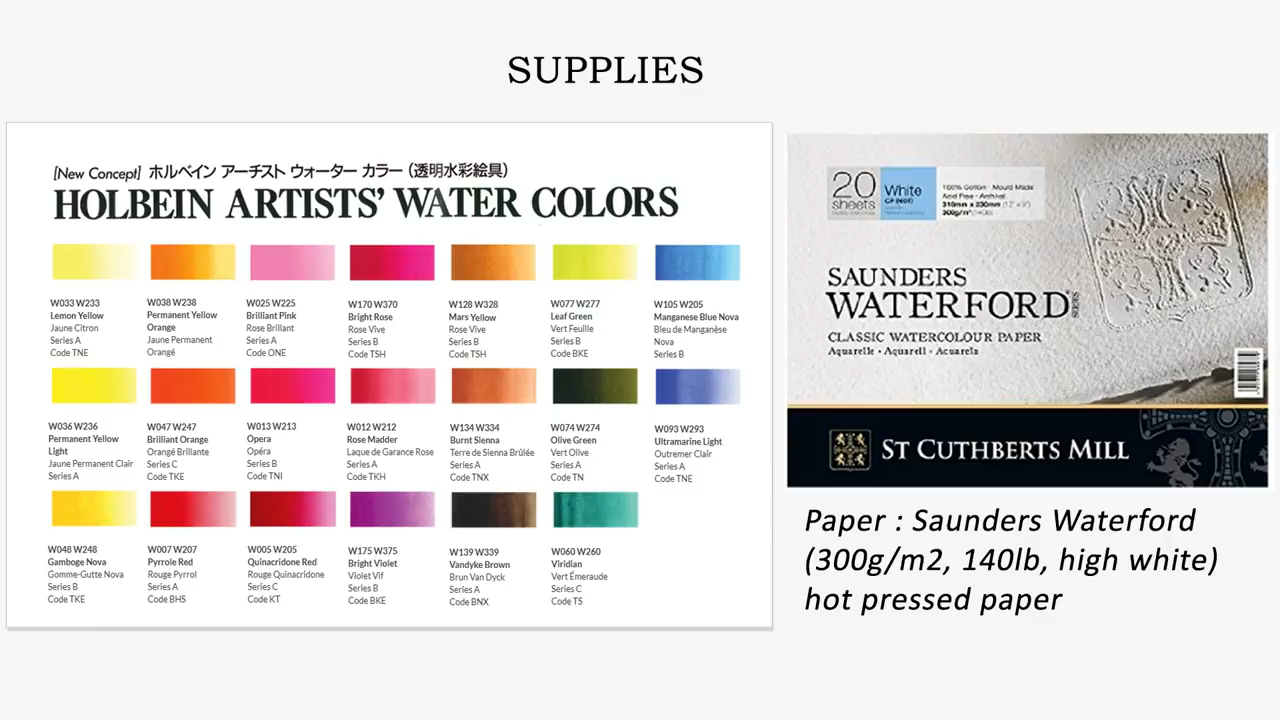 SUPPLIES
[New Concept] ホルベイン アーチスト ウォーター カラー（透明水彩絵具）
HOLBEIN ARTISTS' WATER COLORS
W033 W233
Lemon Yellow
Jaune Citron
Series A
Code TNE
W038 W238
Permanent Yellow
Orange
Jaune Permanent
Orangé
W025 W225
Brilliant Pink
Rose Brillant
Series A
Code ONE
W170 W370
Bright Rose
Rose Vive
Series B
Code TSH
W128 W328
Mars Yellow
Rose Vive
Series B
Code TSH
W077 W277
Leaf Green
Vert Feuille
Series B
Code BKE
W105 W205
Manganese Blue Nova
Bleu de Manganèse
Nova
Series B
W036 W236
Permanent Yellow
Light
Jaune Permanent Clair
Series A
W047 W247
Brilliant Orange
Orangé Brillante
Series C
Code TKE
W013 W213
Opera
Opéra
Series B
Code TNI
W012 W212
Rose Madder
Laque de Garance Rose
Series A
Code TKH
W134 W334
Burnt Sienna
Terre de Sienna Brûlée
Series A
Code TNX
W074 W274
Olive Green
Vert Olive
Series A
Code TN
W093 W293
Ultramarine Light
Outremer Clair
Series A
Code TNE
W048 W248
Gamboge Nova
Gomme-Gutte Nova
Series B
Code TKE
W007 W207
Pyrrole Red
Rouge Pyrrol
Series A
Code BHS
W005 W205
Quinacridone Red
Rouge Quinacridone
Series C
Code KT
W175 W375
Bright Violet
Violet Vif
Series B
Code BKE
W139 W339
Vandyke Brown
Brun Van Dyck
Series A
Code BNX
W060 W260
Viridian
Vert Émeraude
Series C
Code TS
20
sheets
White
CP (NOT)
100% Cotton · Mould Made
Acid Free · Archival
310mm x 230mm (12" x 9")
300g/m² (140lb)
SAUNDERS
WATERFORD®
SERIES
CLASSIC WATERCOLOUR PAPER
Aquarelle • Aquarell • Acuarela
ST CUTHBERTS MILL
Paper : Saunders Waterford
(300g/m2, 140lb, high white)
hot pressed paper